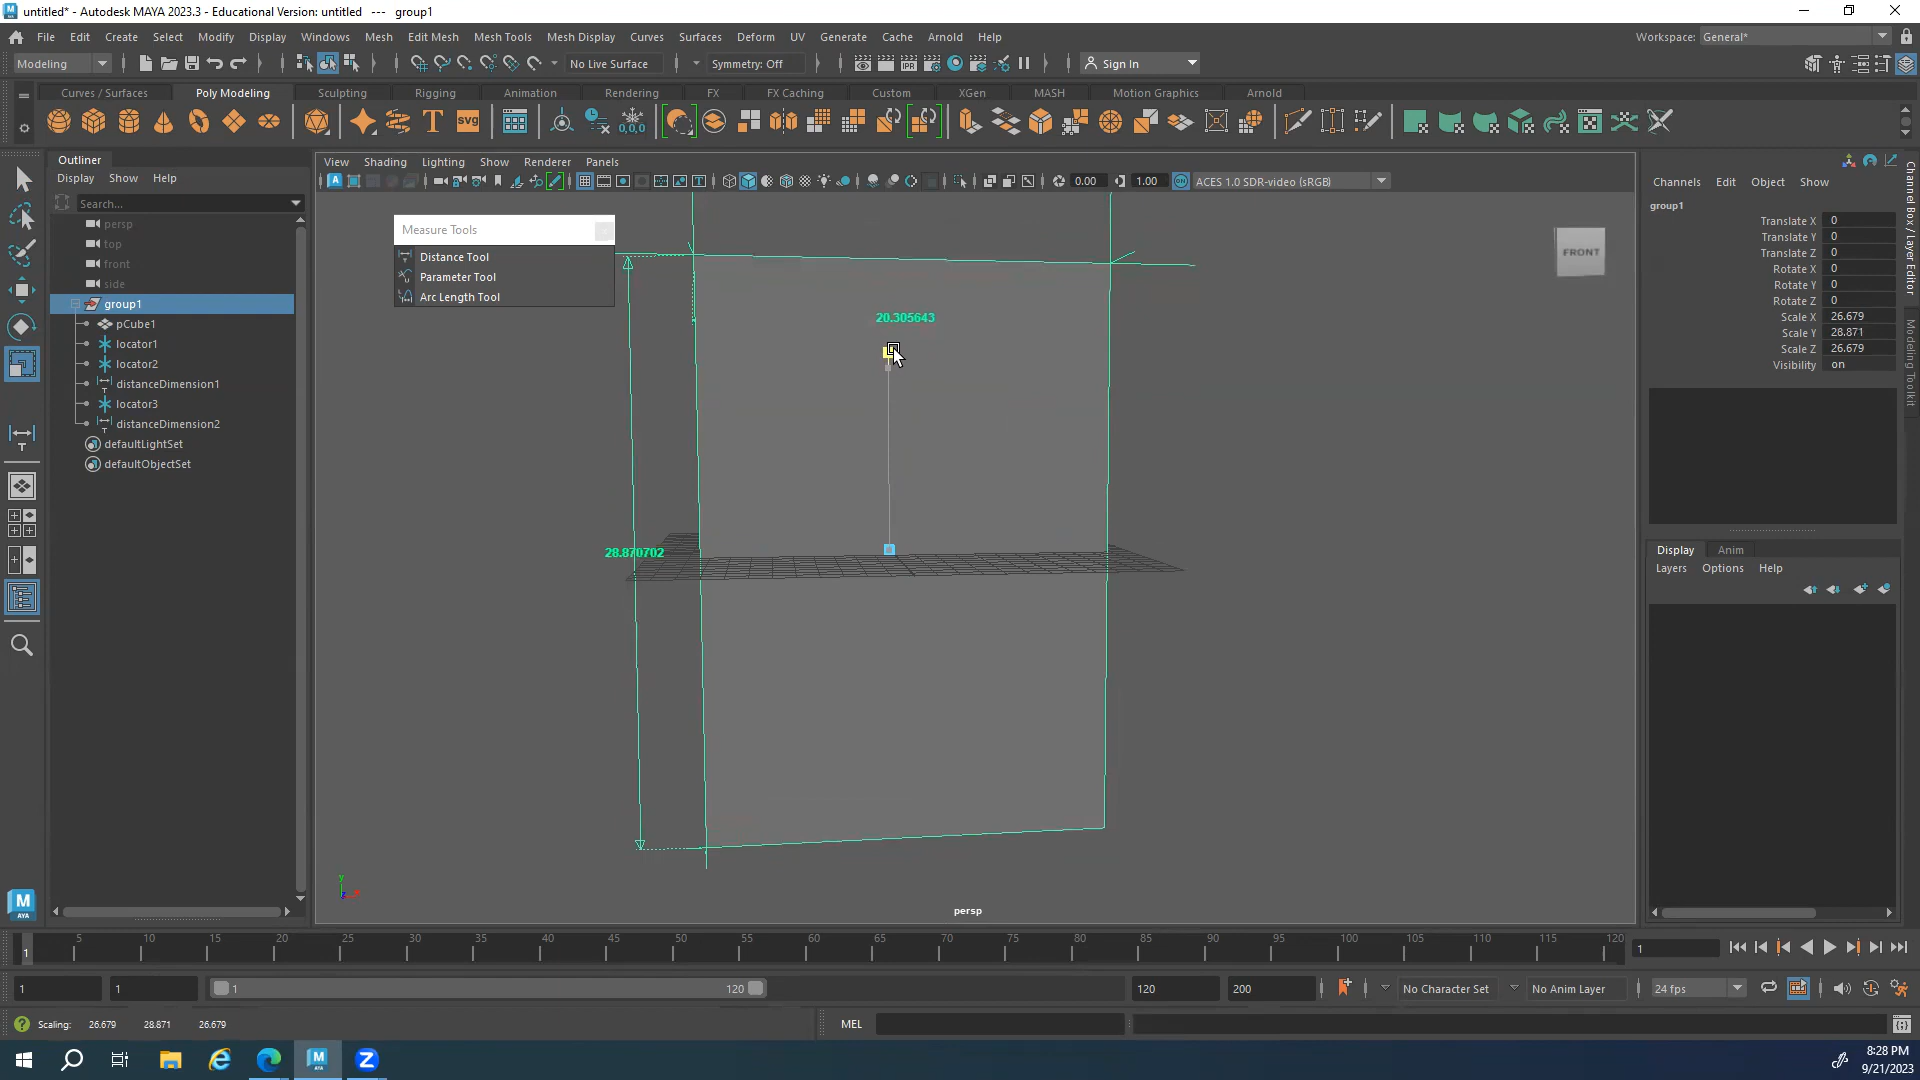 untitled* - Autodesk MAYA 2023.3 - Educational Version: untitled --- group1
File Edit Create Select Modify Display Windows Mesh Edit Mesh Mesh Tools Mesh Display Curves Surfaces Deform UV Generate Cache Arnold Help
Workspace: General*
Modeling
No Live Surface
Symmetry: Off
Sign In
Curves / Surfaces Poly Modeling Sculpting Rigging Animation Rendering FX FX Caching Custom XGen MASH Motion Graphics Arnold
Outliner
Display Show Help
Search...
persp
top
front
side
group1
pCube1
locator1
locator2
distanceDimension1
locator3
distanceDimension2
defaultLightSet
defaultObjectSet
View Shading Lighting Show Renderer Panels
0.00 1.00 ACES 1.0 SDR-video (sRGB)
Measure Tools
Distance Tool
Parameter Tool
Arc Length Tool
FRONT
20.305643
28.870702
persp
Channels Edit Object Show
group1
Translate X 0
Translate Y 0
Translate Z 0
Rotate X 0
Rotate Y 0
Rotate Z 0
Scale X 26.679
Scale Y 28.871
Scale Z 26.679
Visibility on
Channel Box / Layer Editor
Modeling Toolkit
Display Anim
Layers Options Help
1 5 10 15 20 25 30 35 40 45 50 55 60 65 70 75 80 85 90 95 100 105 110 115 120
1
1 1 1 120 120 200
No Character Set
No Anim Layer
24 fps
Scaling: 26.679 28.871 26.679
MEL
8:28 PM
9/21/2023